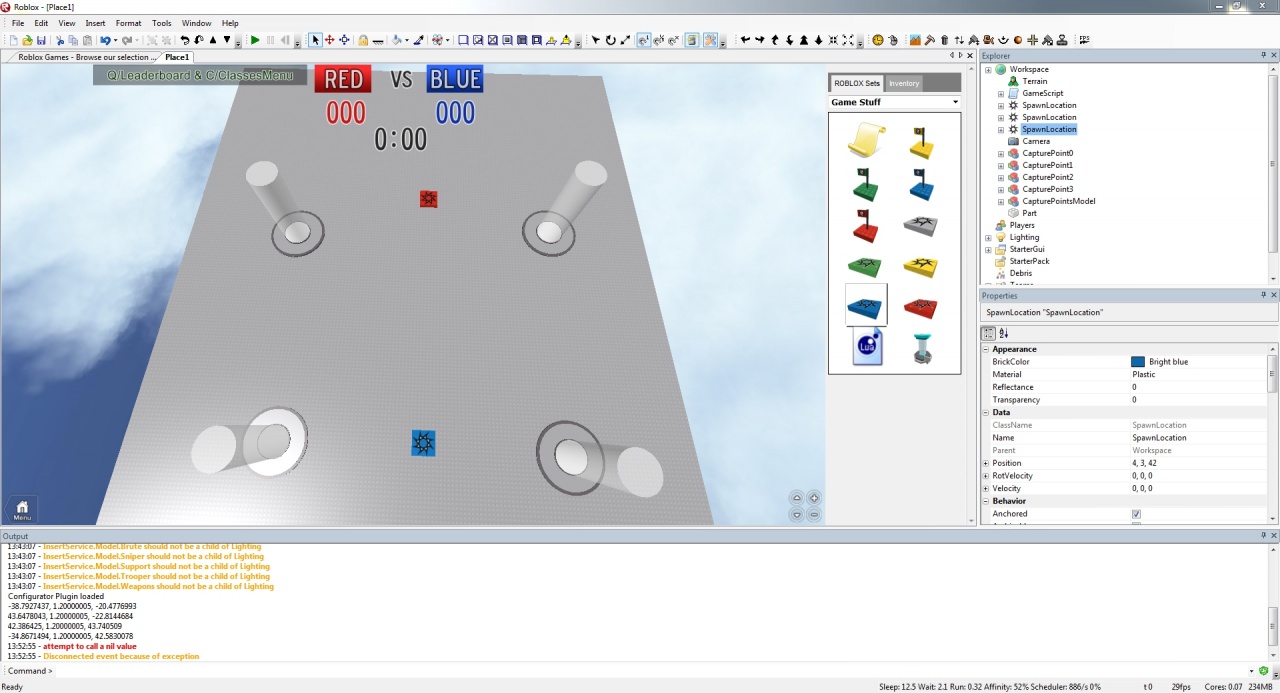 Roblox - [Place1]
File Edit View Insert Format Tools Window Help
Roblox Games - Browse our selection ... Place1
Q/Leaderboard & C/ClassesMenu
RED VS BLUE
000 000
0:00
Menu
ROBLOX Sets Inventory
Game Stuff
Lua
Explorer
Workspace
Terrain
GameScript
SpawnLocation
SpawnLocation
SpawnLocation
Camera
CapturePoint0
CapturePoint1
CapturePoint2
CapturePoint3
CapturePointsModel
Part
Players
Lighting
StarterGui
StarterPack
Debris
Properties
SpawnLocation "SpawnLocation"
Appearance
BrickColor Bright blue
Material Plastic
Reflectance 0
Transparency 0
Data
ClassName SpawnLocation
Name SpawnLocation
Parent Workspace
Position 4, 3, 42
RotVelocity 0, 0, 0
Velocity 0, 0, 0
Behavior
Anchored
Output
13:43:07 - InsertService.Model.Brute should not be a child of Lighting
13:43:07 - InsertService.Model.Sniper should not be a child of Lighting
13:43:07 - InsertService.Model.Support should not be a child of Lighting
13:43:07 - InsertService.Model.Trooper should not be a child of Lighting
13:43:07 - InsertService.Model.Weapons should not be a child of Lighting
Configurator Plugin loaded
-38.7927437, 1.20000005, -20.4776993
43.6478043, 1.20000005, -22.8144684
42.386425, 1.20000005, 43.740509
-34.8671494, 1.20000005, 42.5830078
13:52:55 - attempt to call a nil value
13:52:55 - Disconnected event because of exception
Command >
Ready Sleep: 12.5 Wait: 2.1 Run: 0.32 Affinity: 52% Scheduler: 886/s 0% t 0 29fps Cores: 0.07 234MB